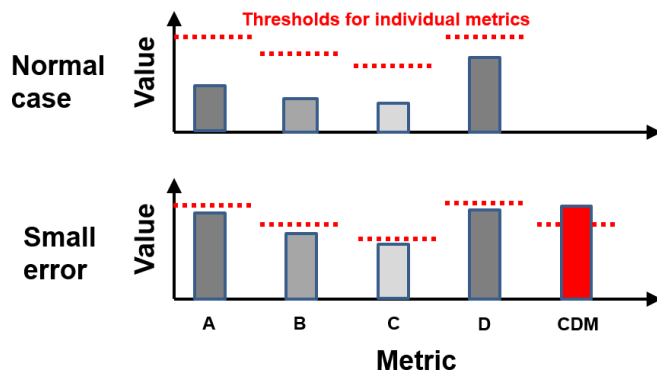 Thresholds for individual metrics
Normal
case
Value
Small
error
Value
A B C D CDM
Metric